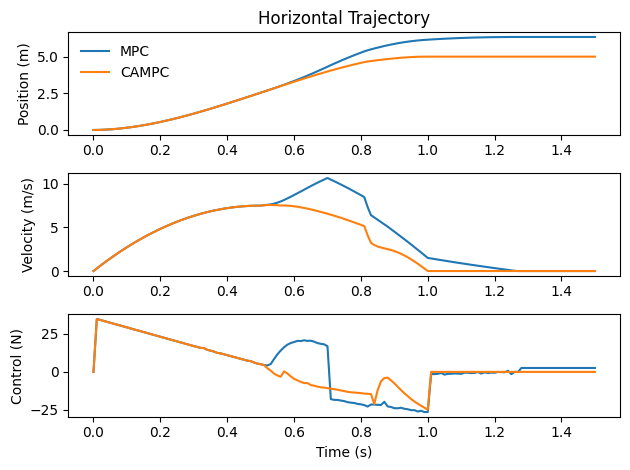 Horizontal Trajectory
Position (m)
5.0
2.5
0.0
MPC
CAMPC
0.0 0.2 0.4 0.6 0.8 1.0 1.2 1.4
Velocity (m/s)
10
5
0
0.0 0.2 0.4 0.6 0.8 1.0 1.2 1.4
Control (N)
25
0
−25
0.0 0.2 0.4 0.6 0.8 1.0 1.2 1.4
Time (s)